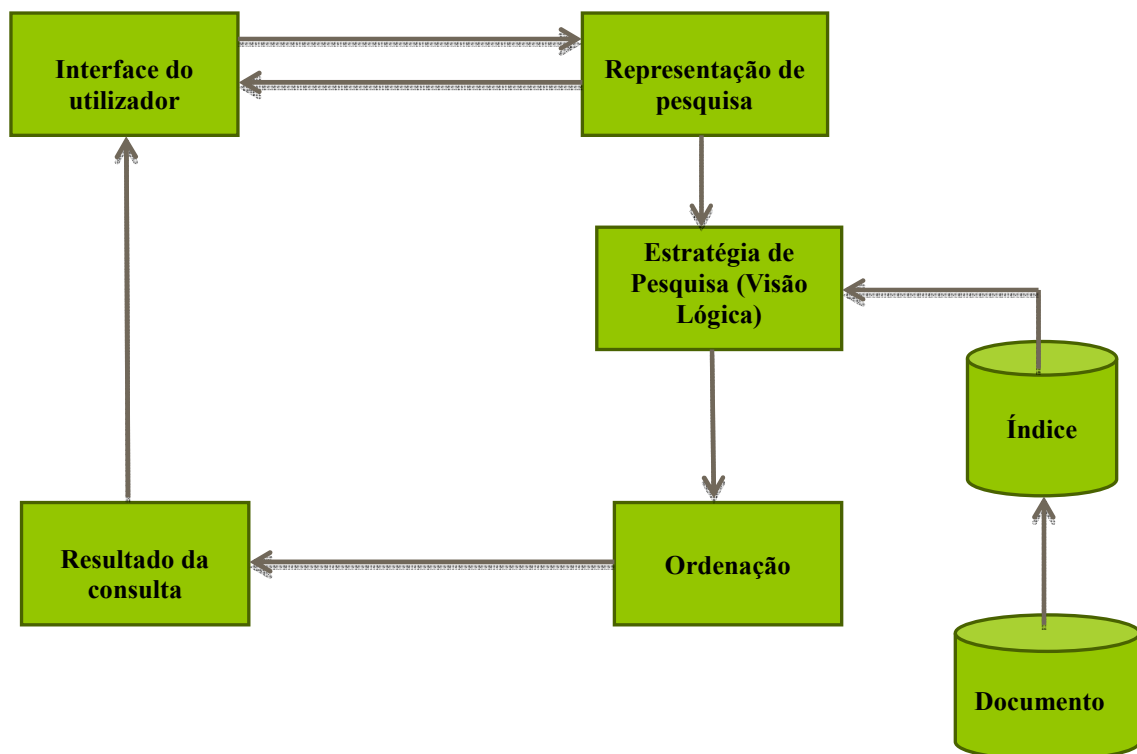 Interface do
utilizador
Representação de
pesquisa
Estratégia de
Pesquisa (Visão
Lógica)
Índice
Resultado da
consulta
Ordenação
Documento